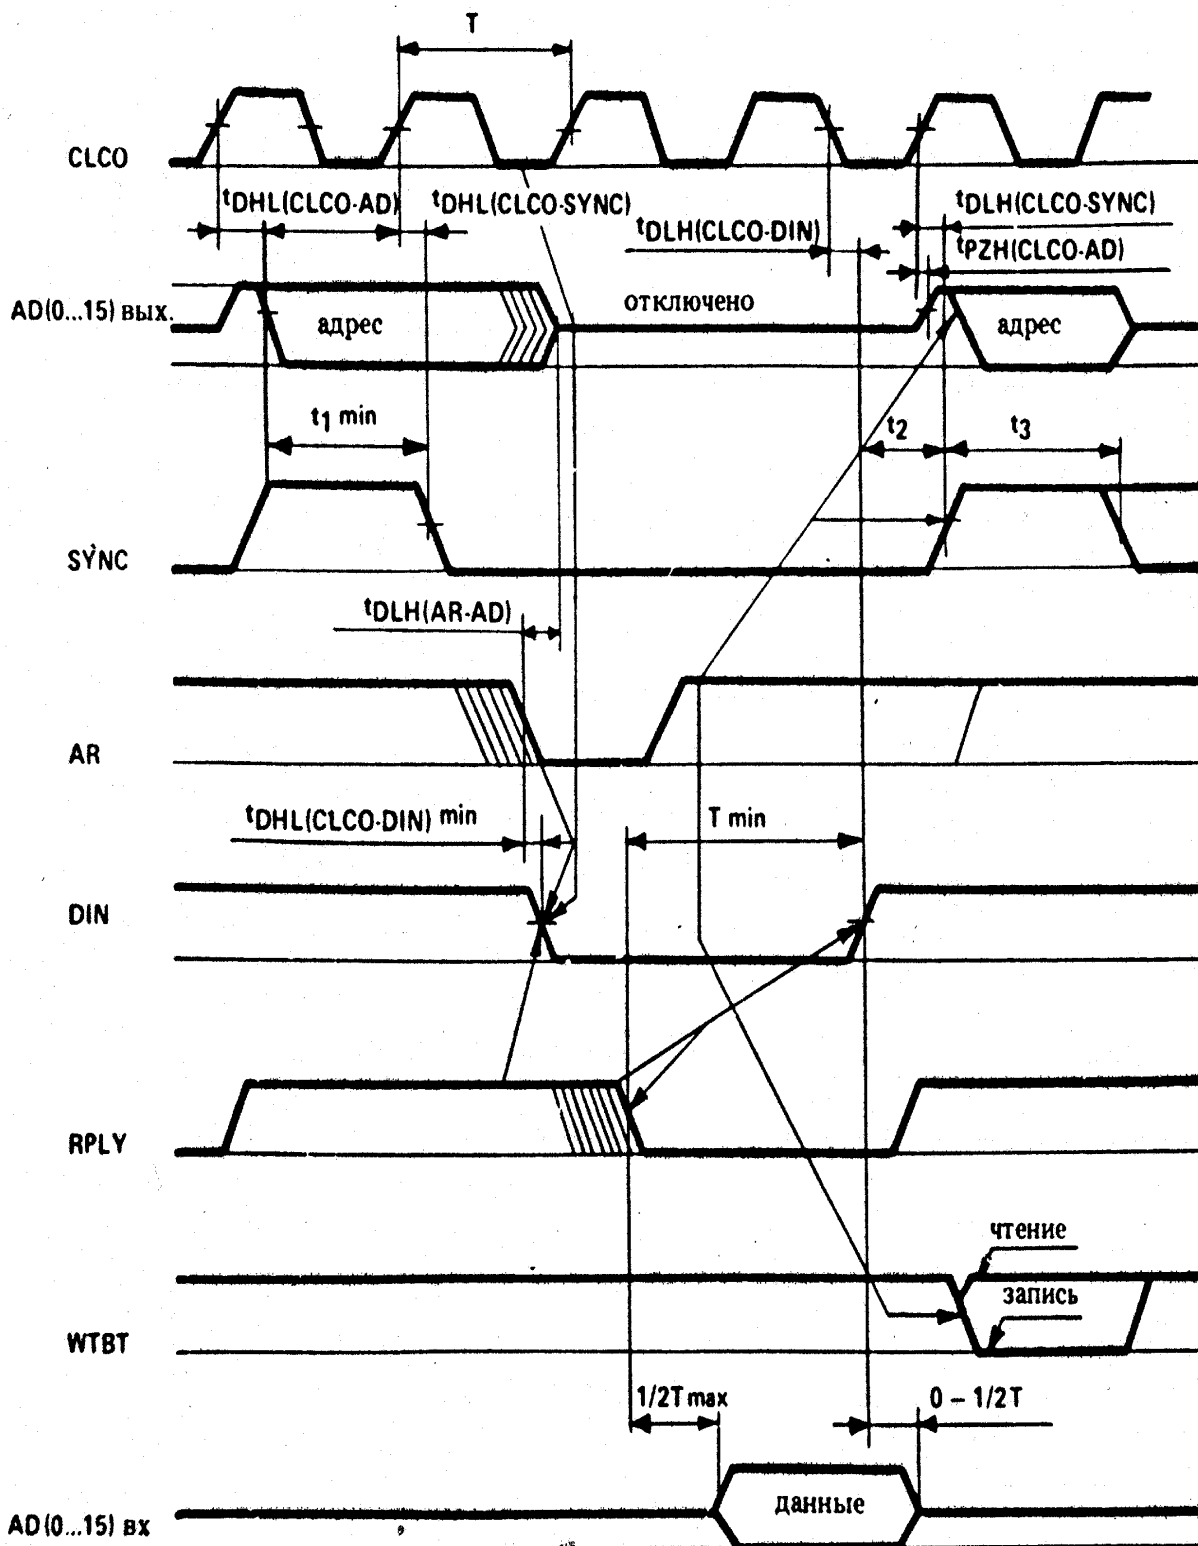 T
CLCO
tDHL(CLCO-AD)
tDHL(CLCO-SYNC)
tDLH(CLCO-DIN)
tDLH(CLCO-SYNC)
tPZH(CLCO-AD)
AD(0...15) вых.
адрес
отключено
адрес
t1 min
t2
t3
SYNC
tDLH(AR-AD)
AR
tDHL(CLCO-DIN) min
T min
DIN
RPLY
чтение
запись
WTBT
1/2T max
0 – 1/2T
данные
AD(0...15) вх